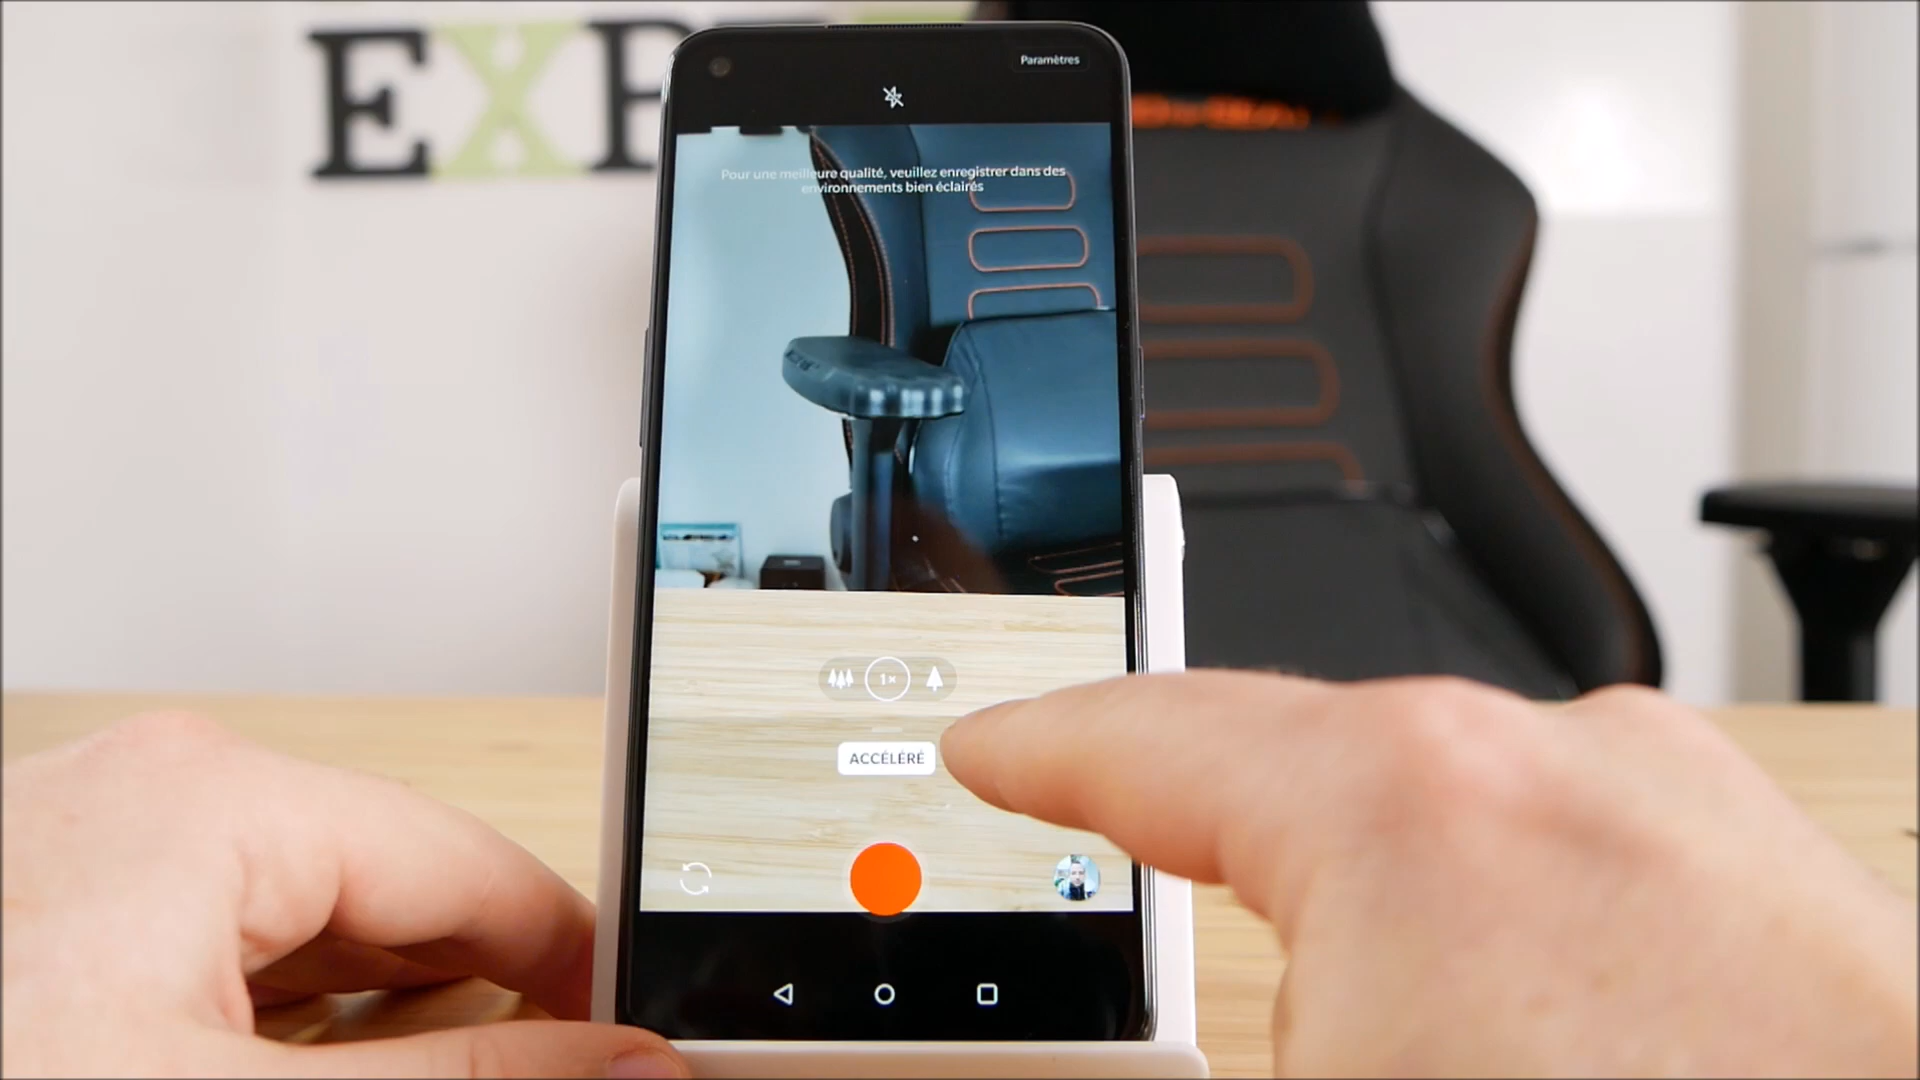 EXP
Paramètres
Pour une meilleure qualité, veuillez enregistrer dans des
environnements bien éclairés
1×
ACCÉLÉRÉ